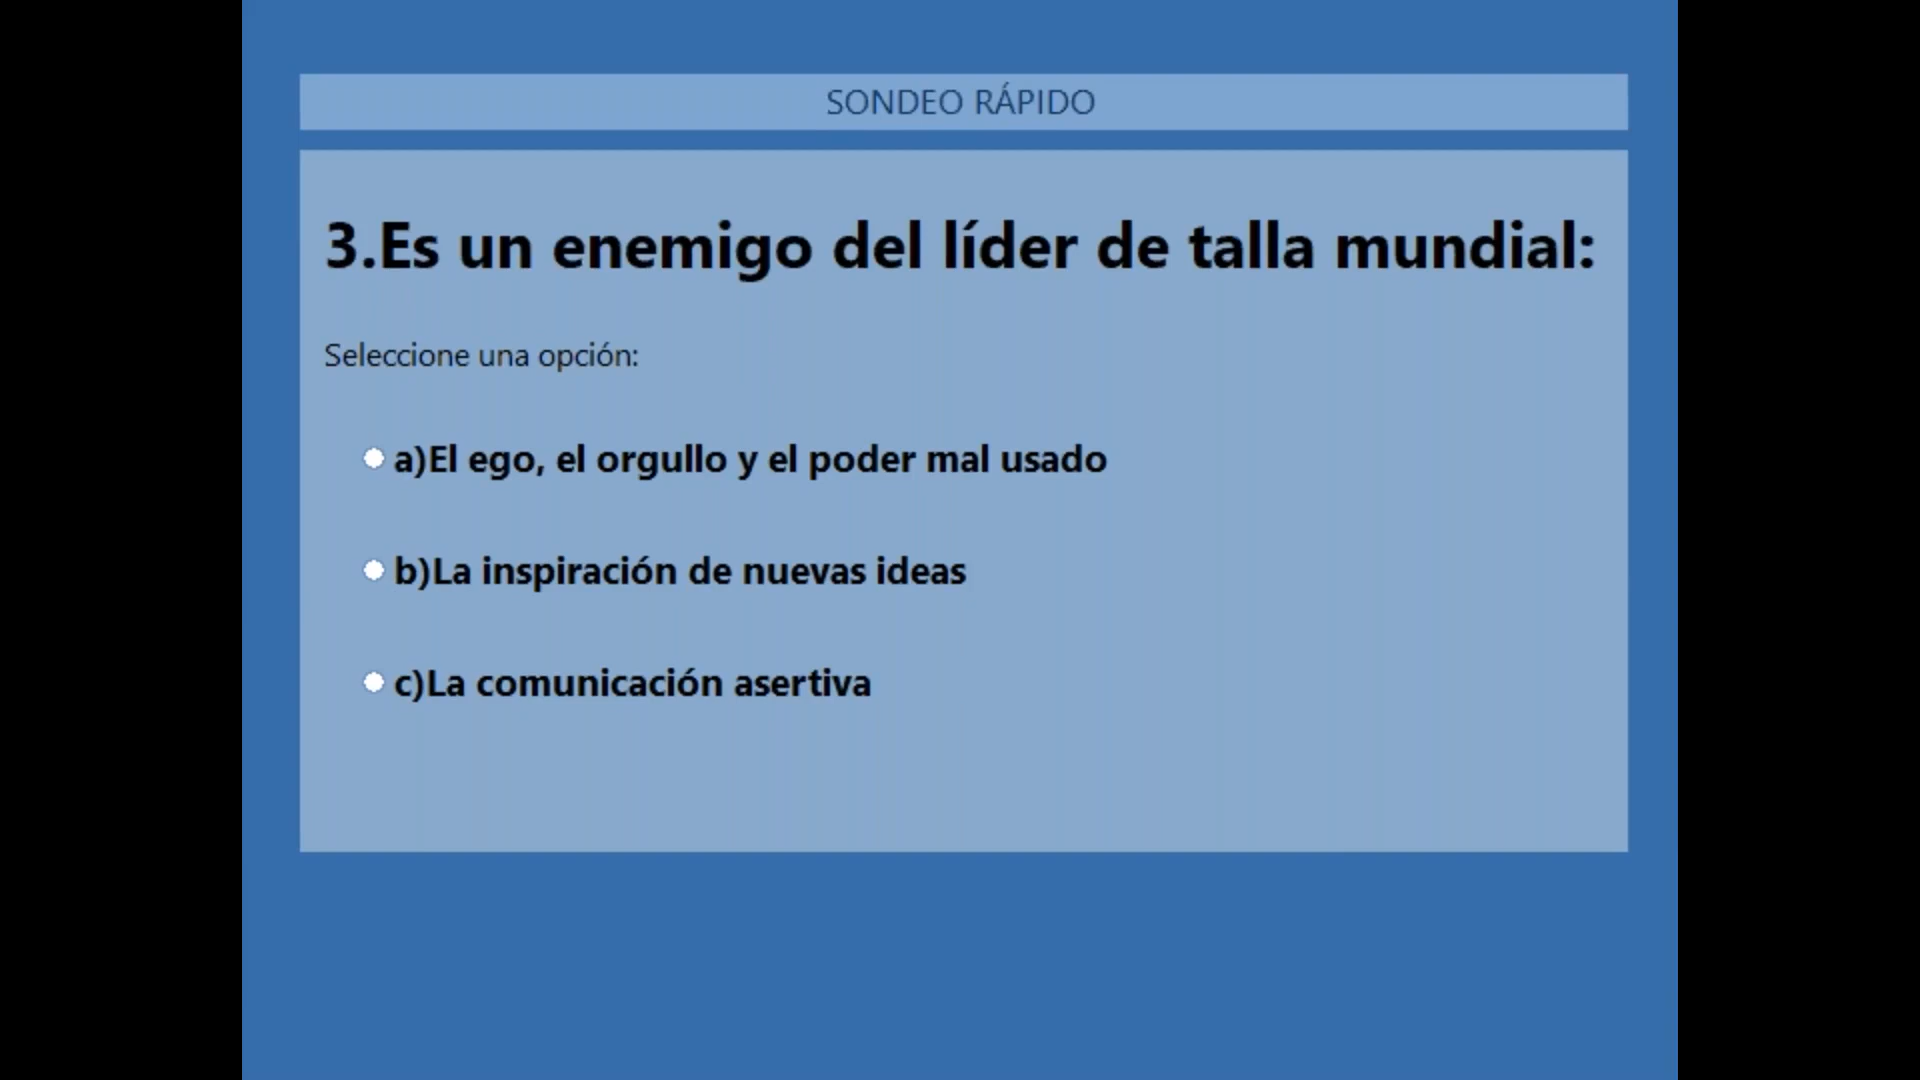 SONDEO RÁPIDO
3.Es un enemigo del líder de talla mundial:
Seleccione una opción:
a)El ego, el orgullo y el poder mal usado
b)La inspiración de nuevas ideas
c)La comunicación asertiva